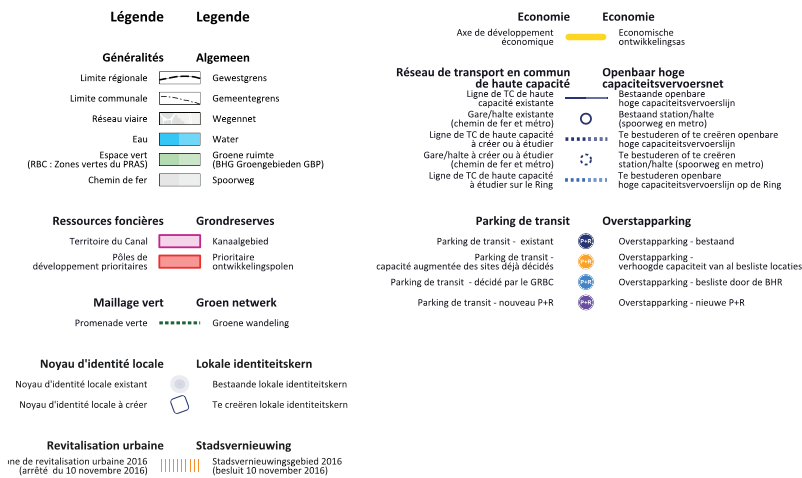 Légende Legende
Généralités Algemeen
Limite régionale Gewestgrens
Limite communale Gemeentegrens
Réseau viaire Wegennet
Eau Water
Espace vert
(RBC : Zones vertes du PRAS)
Groene ruimte
(BHG Groengebieden GBP)
Chemin de fer Spoorweg
Ressources foncières Grondreserves
Territoire du Canal Kanaalgebied
Pôles de
développement prioritaires
Prioritaire
ontwikkelingspolen
Maillage vert Groen netwerk
Promenade verte Groene wandeling
Noyau d'identité locale Lokale identiteitskern
Noyau d'identité locale existant Bestaande lokale identiteitskern
Noyau d'identité locale à créer Te creëren lokale identiteitskern
Revitalisation urbaine Stadsvernieuwing
ne de revitalisation urbaine 2016
(arrêté du 10 novembre 2016)
Stadsvernieuwingsgebied 2016
(besluit 10 november 2016)
Economie Economie
Axe de développement
économique
Economische
ontwikkelingsas
Réseau de transport en commun
de haute capacité
Openbaar hoge
capaciteitsvervoersnet
Ligne de TC de haute
capacité existante
Bestaande openbare
hoge capaciteitsvervoerslijn
Gare/halte existante
(chemin de fer et métro)
Bestaand station/halte
(spoorweg en metro)
Ligne de TC de haute capacité
à créer ou à étudier
Te bestuderen of te creëren openbare
hoge capaciteitsvervoerslijn
Gare/halte à créer ou à étudier
(chemin de fer et métro)
Te bestuderen of te creëren
station/halte (spoorweg en metro)
Ligne de TC de haute capacité
à étudier sur le Ring
Te bestuderen openbare
hoge capaciteitsvervoerslijn op de Ring
Parking de transit Overstapparking
Parking de transit - existant P+R Overstapparking - bestaand
Parking de transit -
capacité augmentée des sites déjà décidés
P+R
Overstapparking -
verhoogde capaciteit van al besliste locaties
Parking de transit - décidé par le GRBC P+R Overstapparking - besliste door de BHR
Parking de transit - nouveau P+R P+R Overstapparking - nieuwe P+R